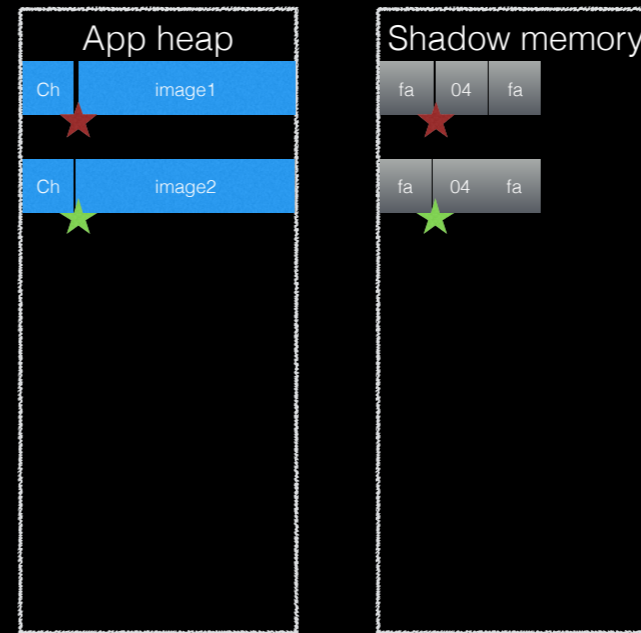 App heap
Shadow memory
Ch image1
fa 04 fa
Ch image2
fa 04 fa